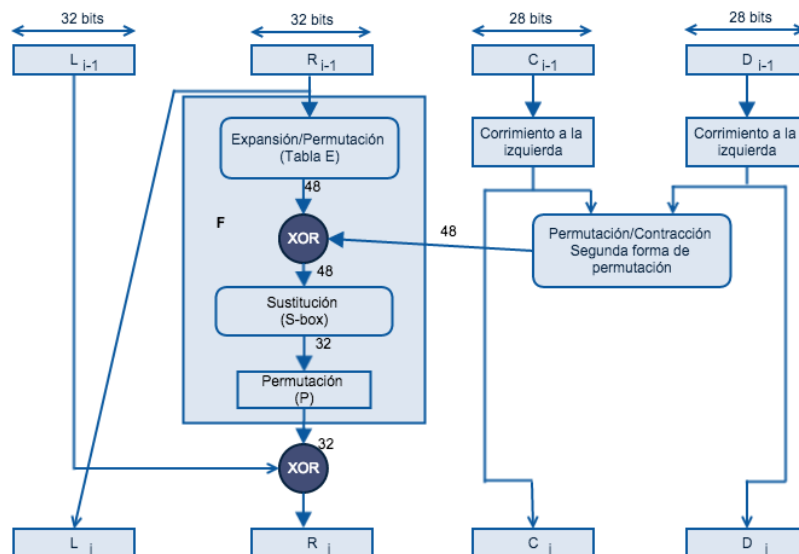 32 bits
32 bits
28 bits
28 bits
L i-1
R i-1
C i-1
D i-1
Expansión/Permutación
(Tabla E)
Corrimiento a la
izquierda
Corrimiento a la
izquierda
48
F
XOR
48
Permutación/Contracción
Segunda forma de
permutación
48
Sustitución
(S-box)
32
Permutación
(P)
32
XOR
L i
R i
C i
D i